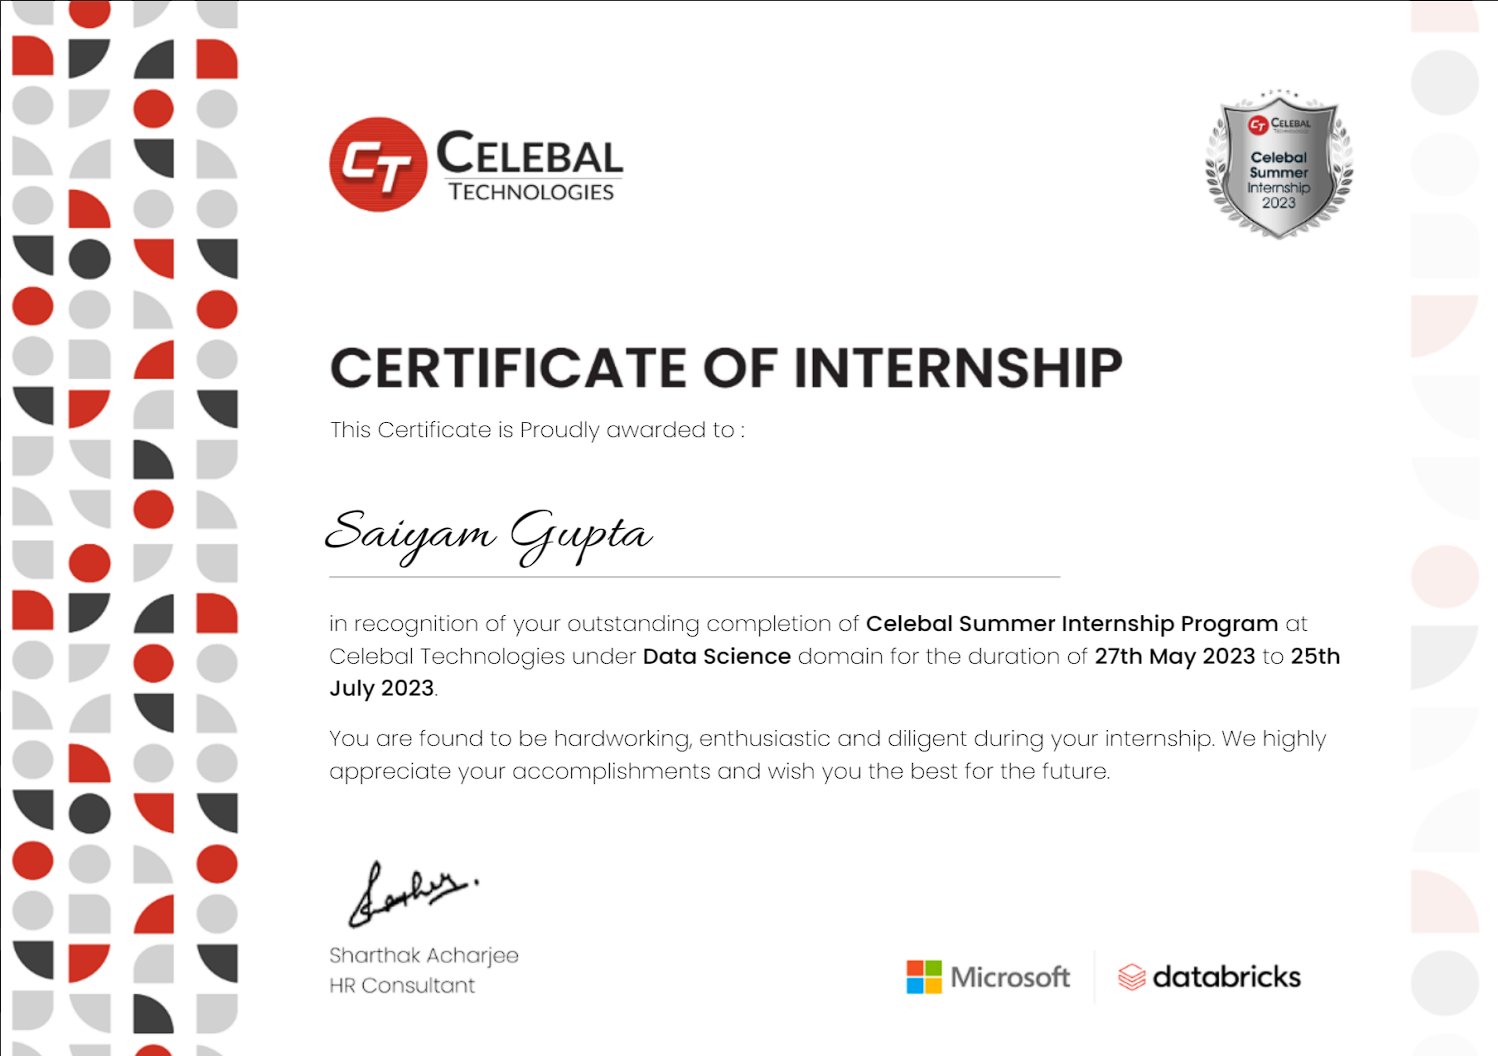 CT CELEBAL
TECHNOLOGIES
CT CELEBAL
TECHNOLOGIES
Celebal
Summer
Internship
2023
CERTIFICATE OF INTERNSHIP
This Certificate is Proudly awarded to :
Saiyam Gupta
in recognition of your outstanding completion of Celebal Summer Internship Program at
Celebal Technologies under Data Science domain for the duration of 27th May 2023 to 25th
July 2023.
You are found to be hardworking, enthusiastic and diligent during your internship. We highly
appreciate your accomplishments and wish you the best for the future.
Sharthak Acharjee
HR Consultant
Microsoft
databricks